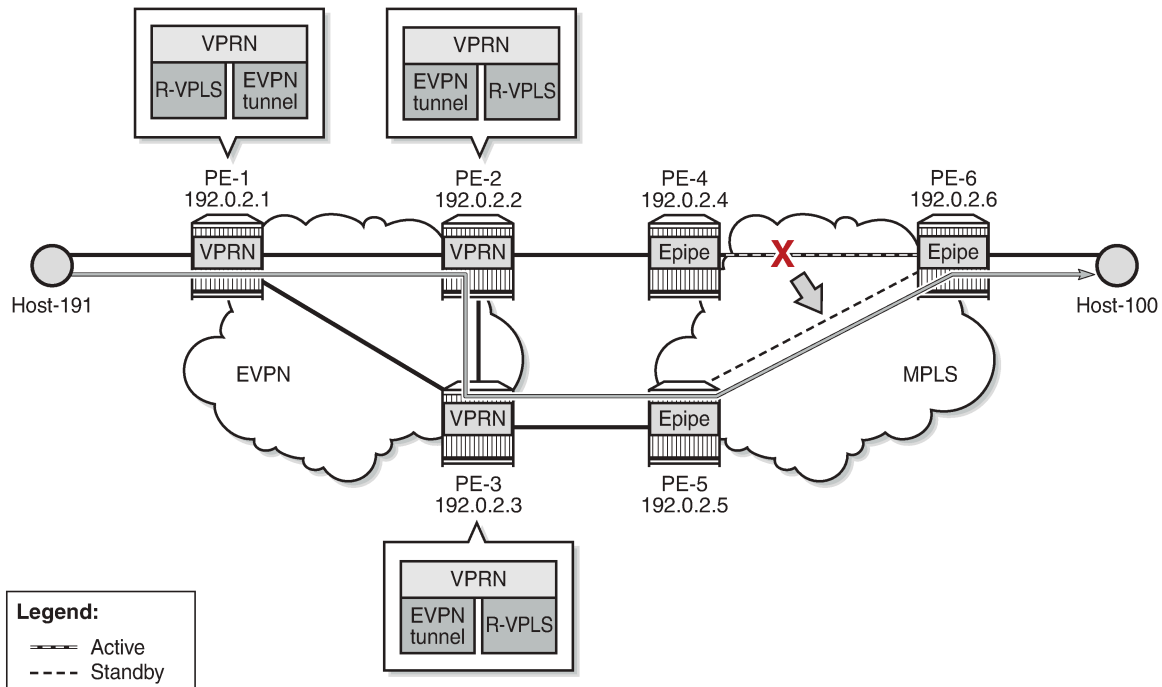 VPRN
R-VPLS
EVPN
tunnel
VPRN
EVPN
tunnel
R-VPLS
PE-1
192.0.2.1
PE-2
192.0.2.2
PE-4
192.0.2.4
PE-6
192.0.2.6
VPRN
VPRN
Epipe
X
Epipe
Host-191
Host-100
EVPN
MPLS
VPRN
Epipe
PE-3
192.0.2.3
PE-5
192.0.2.5
VPRN
EVPN
tunnel
R-VPLS
Legend:
Active
Standby